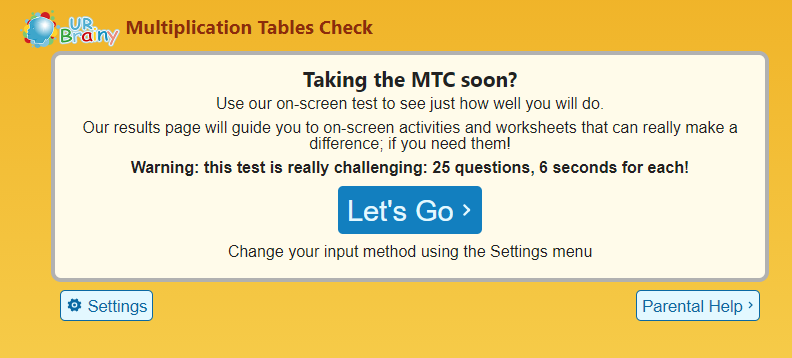 UR
Brainy
Multiplication Tables Check
Taking the MTC soon?
Use our on-screen test to see just how well you will do.
Our results page will guide you to on-screen activities and worksheets that can really make a
difference; if you need them!
Warning: this test is really challenging: 25 questions, 6 seconds for each!
Let's Go ›
Change your input method using the Settings menu
Settings
Parental Help ›